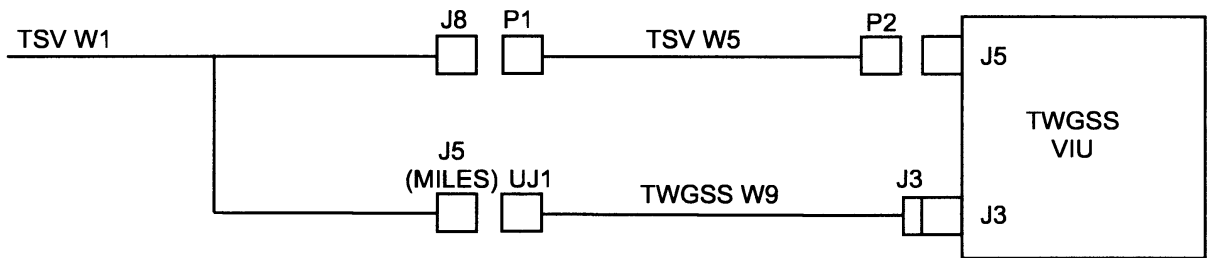 TSV W1
J8
P1
TSV W5
P2
J5
TWGSS
VIU
J5
(MILES)
UJ1
TWGSS W9
J3
J3